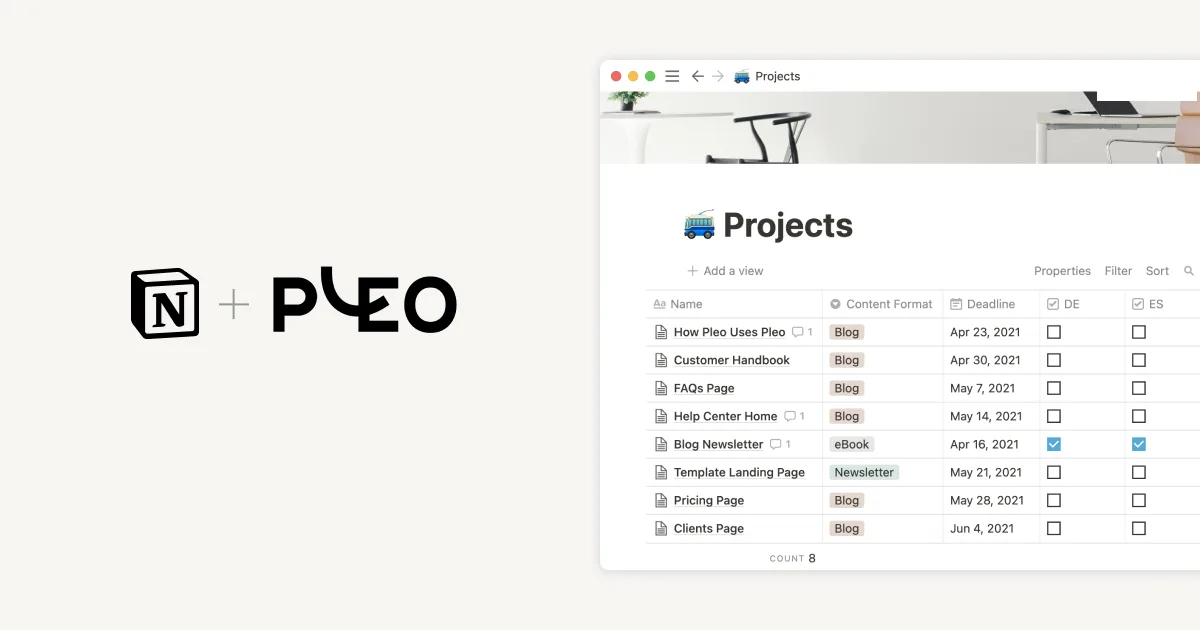 N + PLEO
Projects
Projects
Add a view
Properties Filter Sort
Aa Name Content Format Deadline DE ES
How Pleo Uses Pleo 1 Blog Apr 23, 2021
Customer Handbook Blog Apr 30, 2021
FAQs Page Blog May 7, 2021
Help Center Home 1 Blog May 14, 2021
Blog Newsletter 1 eBook Apr 16, 2021
Template Landing Page Newsletter May 21, 2021
Pricing Page Blog May 28, 2021
Clients Page Blog Jun 4, 2021
COUNT 8